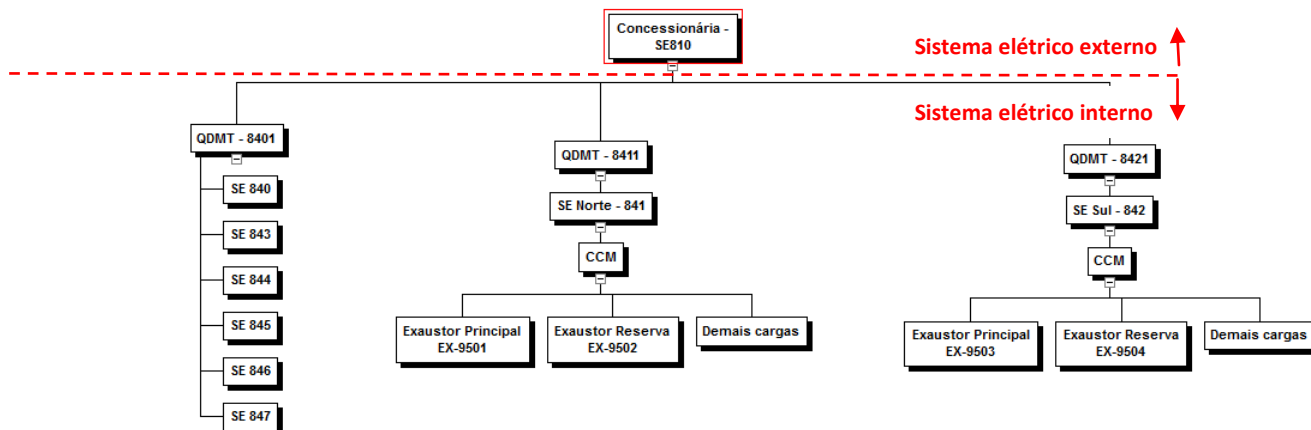 Concessionária -
SE810
Sistema elétrico externo
Sistema elétrico interno
QDMT - 8401
SE 840
SE 843
SE 844
SE 845
SE 846
SE 847
QDMT - 8411
SE Norte - 841
CCM
Exaustor Principal
EX-9501
Exaustor Reserva
EX-9502
Demais cargas
QDMT - 8421
SE Sul - 842
CCM
Exaustor Principal
EX-9503
Exaustor Reserva
EX-9504
Demais cargas